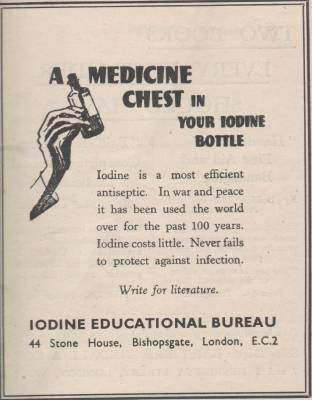 A MEDICINE
CHEST IN
YOUR IODINE
BOTTLE
Iodine is a most efficient
antiseptic. In war and peace
it has been used the world
over for the past 100 years.
Iodine costs little. Never fails
to protect against infection.
Write for literature.
IODINE EDUCATIONAL BUREAU
44 Stone House, Bishopsgate, London, E.C.2